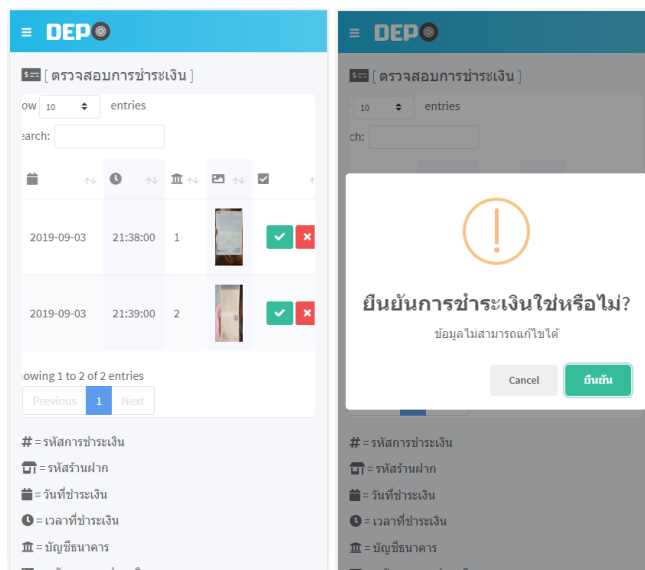 DEPO
[ ตรวจสอบการชำระเงิน ]
ow 10 entries
earch:
2019-09-03 21:38:00 1
2019-09-03 21:39:00 2
owing 1 to 2 of 2 entries
Previous 1 Next
# = รหัสการชำระเงิน
= รหัสร้านฝาก
= วันที่ชำระเงิน
= เวลาที่ชำระเงิน
= บัญชีธนาคาร
DEPO
[ ตรวจสอบการชำระเงิน ]
10 entries
ch:
ยืนยันการชำระเงินใช่หรือไม่?
ข้อมูลไม่สามารถแก้ไขได้
Cancel ยืนยัน
# = รหัสการชำระเงิน
= รหัสร้านฝาก
= วันที่ชำระเงิน
= เวลาที่ชำระเงิน
= บัญชีธนาคาร